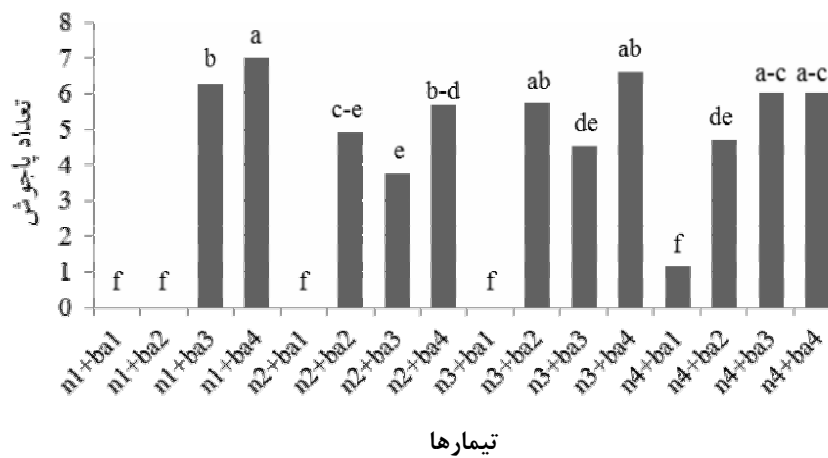 تعداد پاجوش
8
7
6
5
4
3
2
1
0
f
f
b
a
f
c-e
e
b-d
f
ab
de
ab
f
de
a-c
a-c
n1+ba1
n1+ba2
n1+ba3
n1+ba4
n2+ba1
n2+ba2
n2+ba3
n2+ba4
n3+ba1
n3+ba2
n3+ba3
n3+ba4
n4+ba1
n4+ba2
n4+ba3
n4+ba4
تیمارها